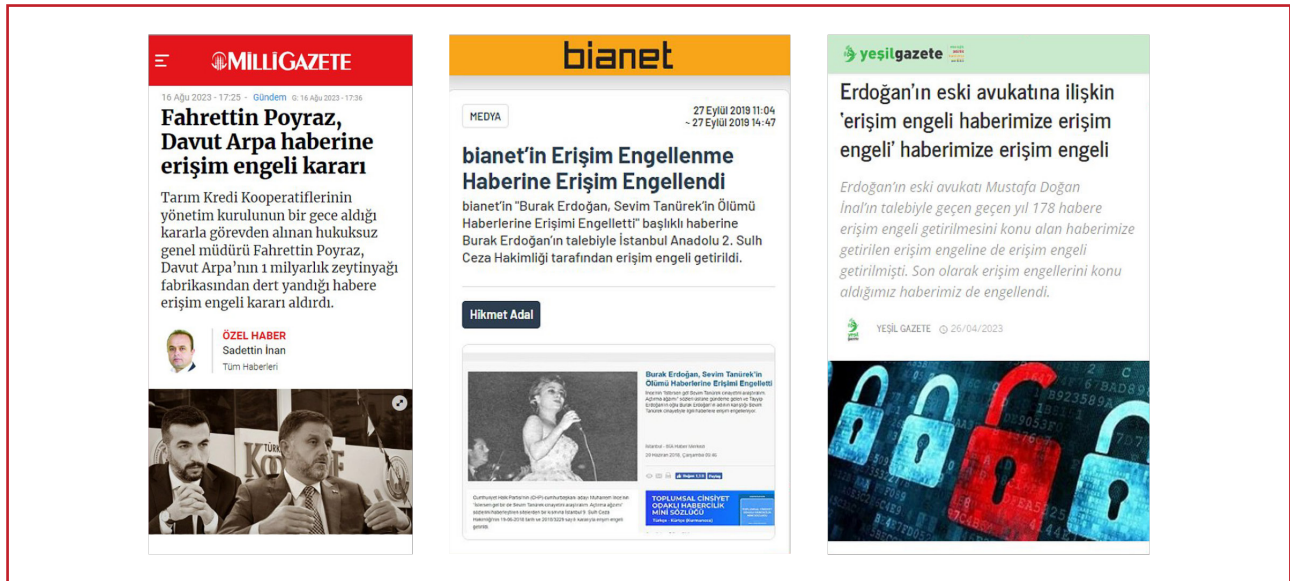 MİLLİGAZETE
16 Ağu 2023 - 17:25 - Gündem G: 16 Ağu 2023 - 17:36
Fahrettin Poyraz,
Davut Arpa haberine
erişim engeli kararı
Tarım Kredi Kooperatiflerinin
yönetim kurulunun bir gece aldığı
kararla görevden alınan hukuksuz
genel müdürü Fahrettin Poyraz,
Davut Arpa’nın 1 milyarlık zeytinyağı
fabrikasından dert yandığı habere
erişim engeli kararı aldırdı.
ÖZEL HABER
Sadettin İnan
Tüm Haberleri
TÜRK
bianet
MEDYA
27 Eylül 2019 11:04
~ 27 Eylül 2019 14:47
bianet’in Erişim Engellenme
Haberine Erişim Engellendi
bianet’in "Burak Erdoğan, Sevim Tanürek’in Ölümü
Haberlerine Erişimi Engelletti" başlıklı haberine
Burak Erdoğan’ın talebiyle İstanbul Anadolu 2. Sulh
Ceza Hakimliği tarafından erişim engeli getirildi.
Hikmet Adal
Burak Erdoğan, Sevim Tanürek’in
Ölümü Haberlerine Erişimi Engelletti
TOPLUMSAL CİNSİYET
ODAKLI HABERCİLİK
MİNİ SÖZLÜĞÜ
Türkçe - Kürtçe (Kurmancca)
yeşilgazete
Erdoğan’ın eski avukatına ilişkin
‘erişim engeli haberimize erişim
engeli’ haberimize erişim engeli
Erdoğan’ın eski avukatı Mustafa Doğan
İnal’ın talebiyle geçen geçen yıl 178 habere
erişim engeli getirilmesini konu alan haberimize
getirilen erişim engeline de erişim engeli
getirilmişti. Son olarak erişim engellerini konu
aldığımız haberimiz de engellendi.
YEŞİL GAZETE 26/04/2023